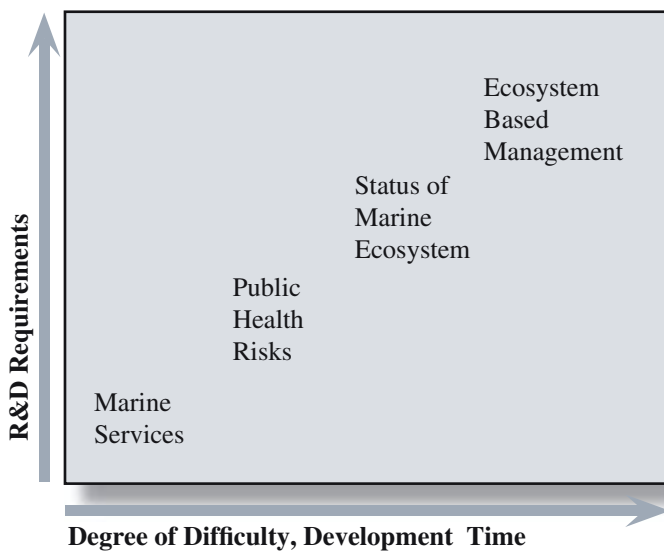 Ecosystem
Based
Management
Status of
Marine
Ecosystem
Public
Health
Risks
Marine
Services
R&D Requirements
Degree of Difficulty, Development Time